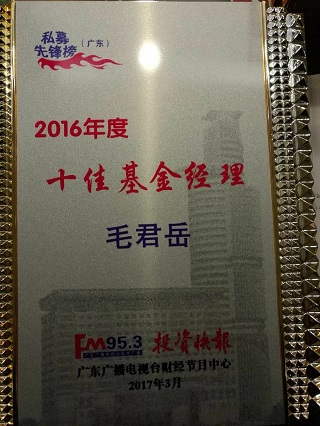 私募
先锋榜（广东）
2016年度
十佳基金经理
毛君岳
FM95.3 投资快报
广东广播电视台财经节目中心
2017年3月